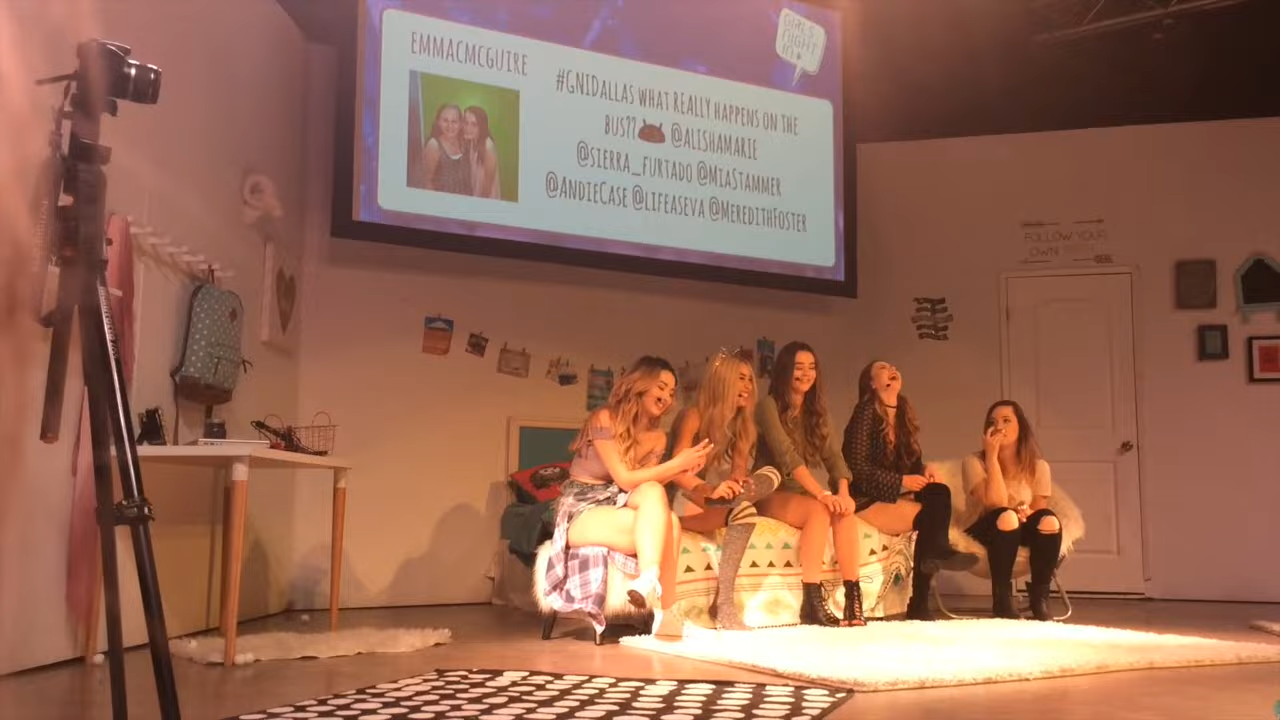 GIRLS
NIGHT
IN
EMMACMCGUIRE
#GNIDALLAS WHAT REALLY HAPPENS ON THE
BUS??💩 @ALISHAMARIE
@SIERRA_FURTADO @MIASTAMMER
@ANDIECASE @LIFEASEVA @MEREDITHFOSTER
FOLLOW YOUR
OWN